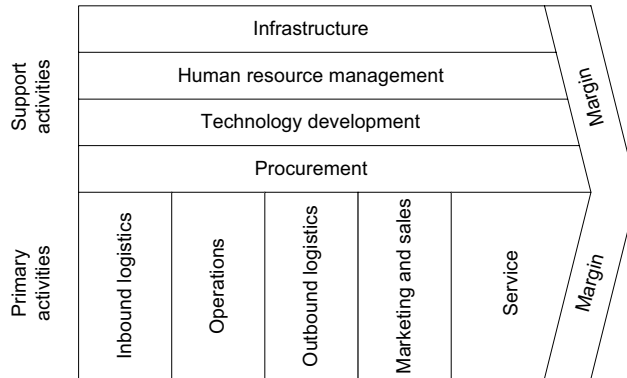 Support
activities
Infrastructure
Human resource management
Technology development
Procurement
Margin
Primary
activities
Inbound logistics
Operations
Outbound logistics
Marketing and sales
Service
Margin